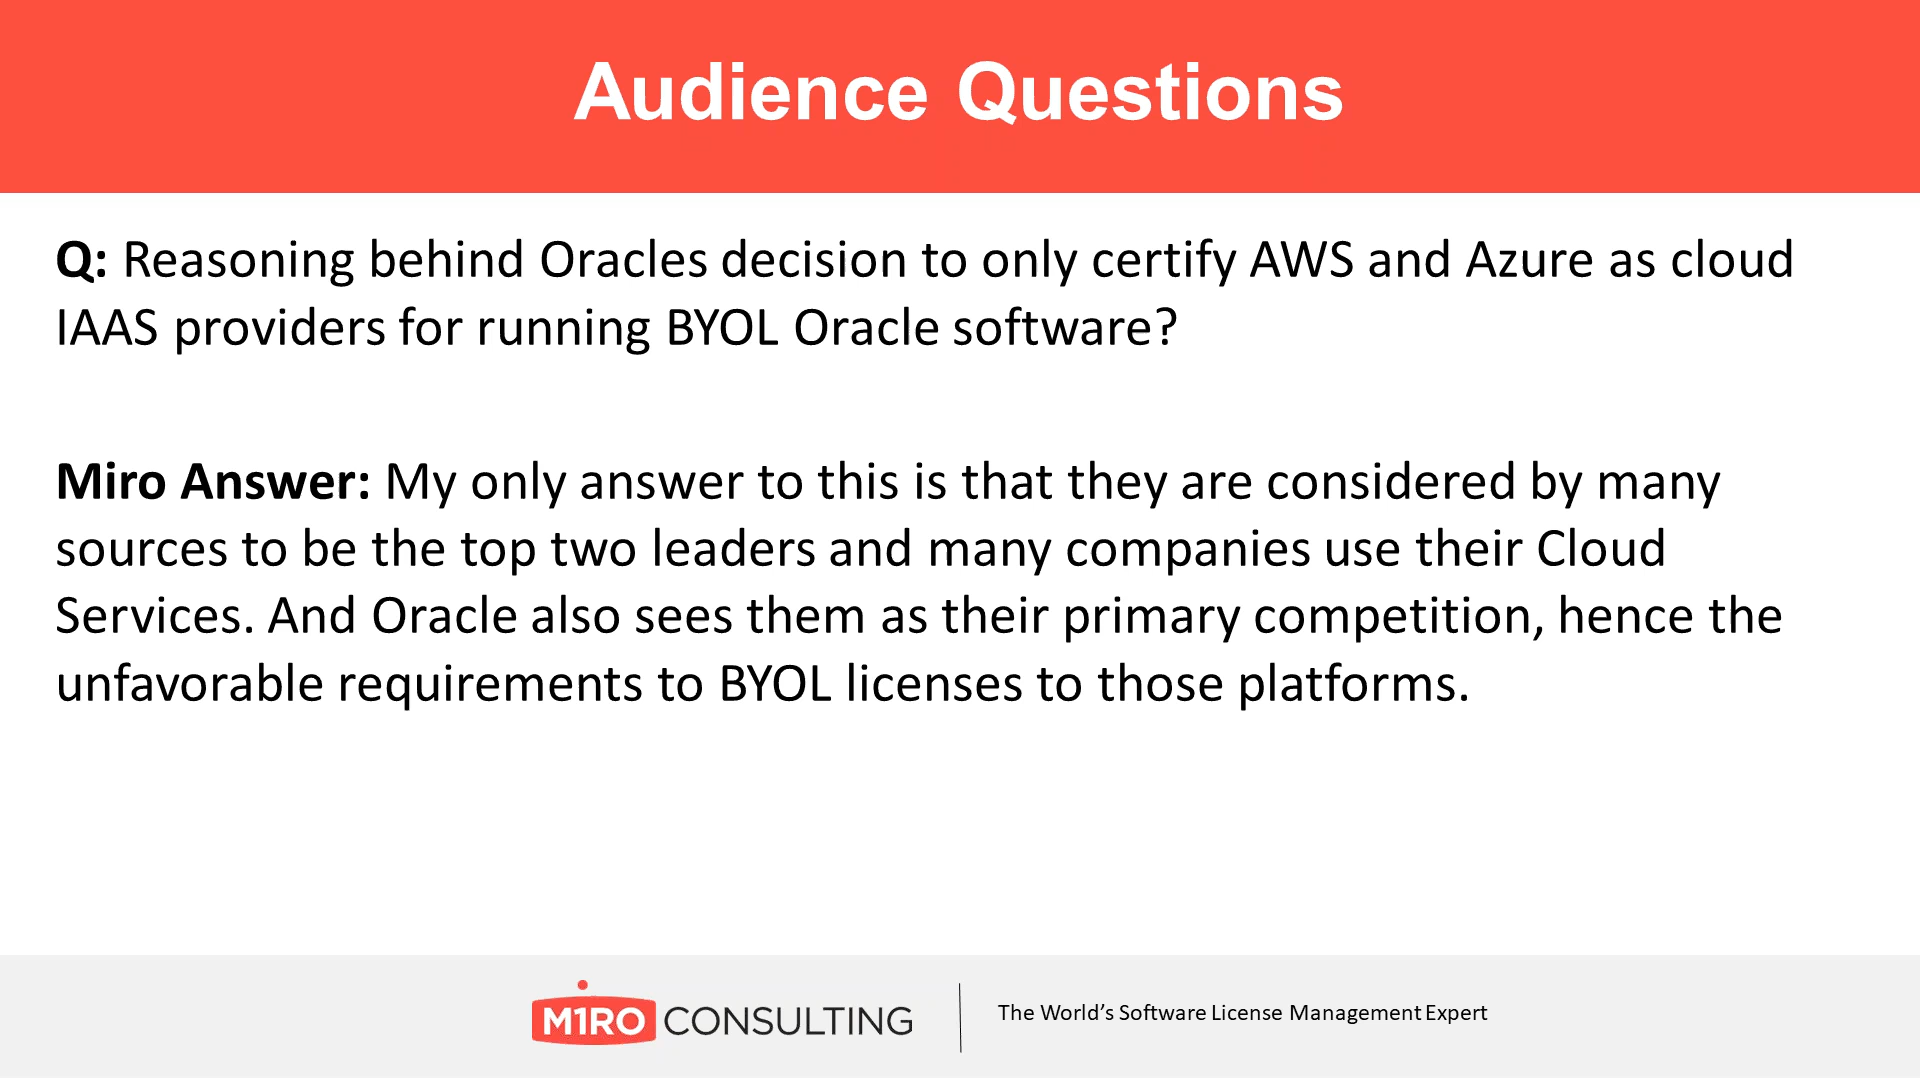 Audience Questions
Q: Reasoning behind Oracles decision to only certify AWS and Azure as cloud
IAAS providers for running BYOL Oracle software?
Miro Answer: My only answer to this is that they are considered by many
sources to be the top two leaders and many companies use their Cloud
Services. And Oracle also sees them as their primary competition, hence the
unfavorable requirements to BYOL licenses to those platforms.
M1RO CONSULTING
The World’s Software License Management Expert